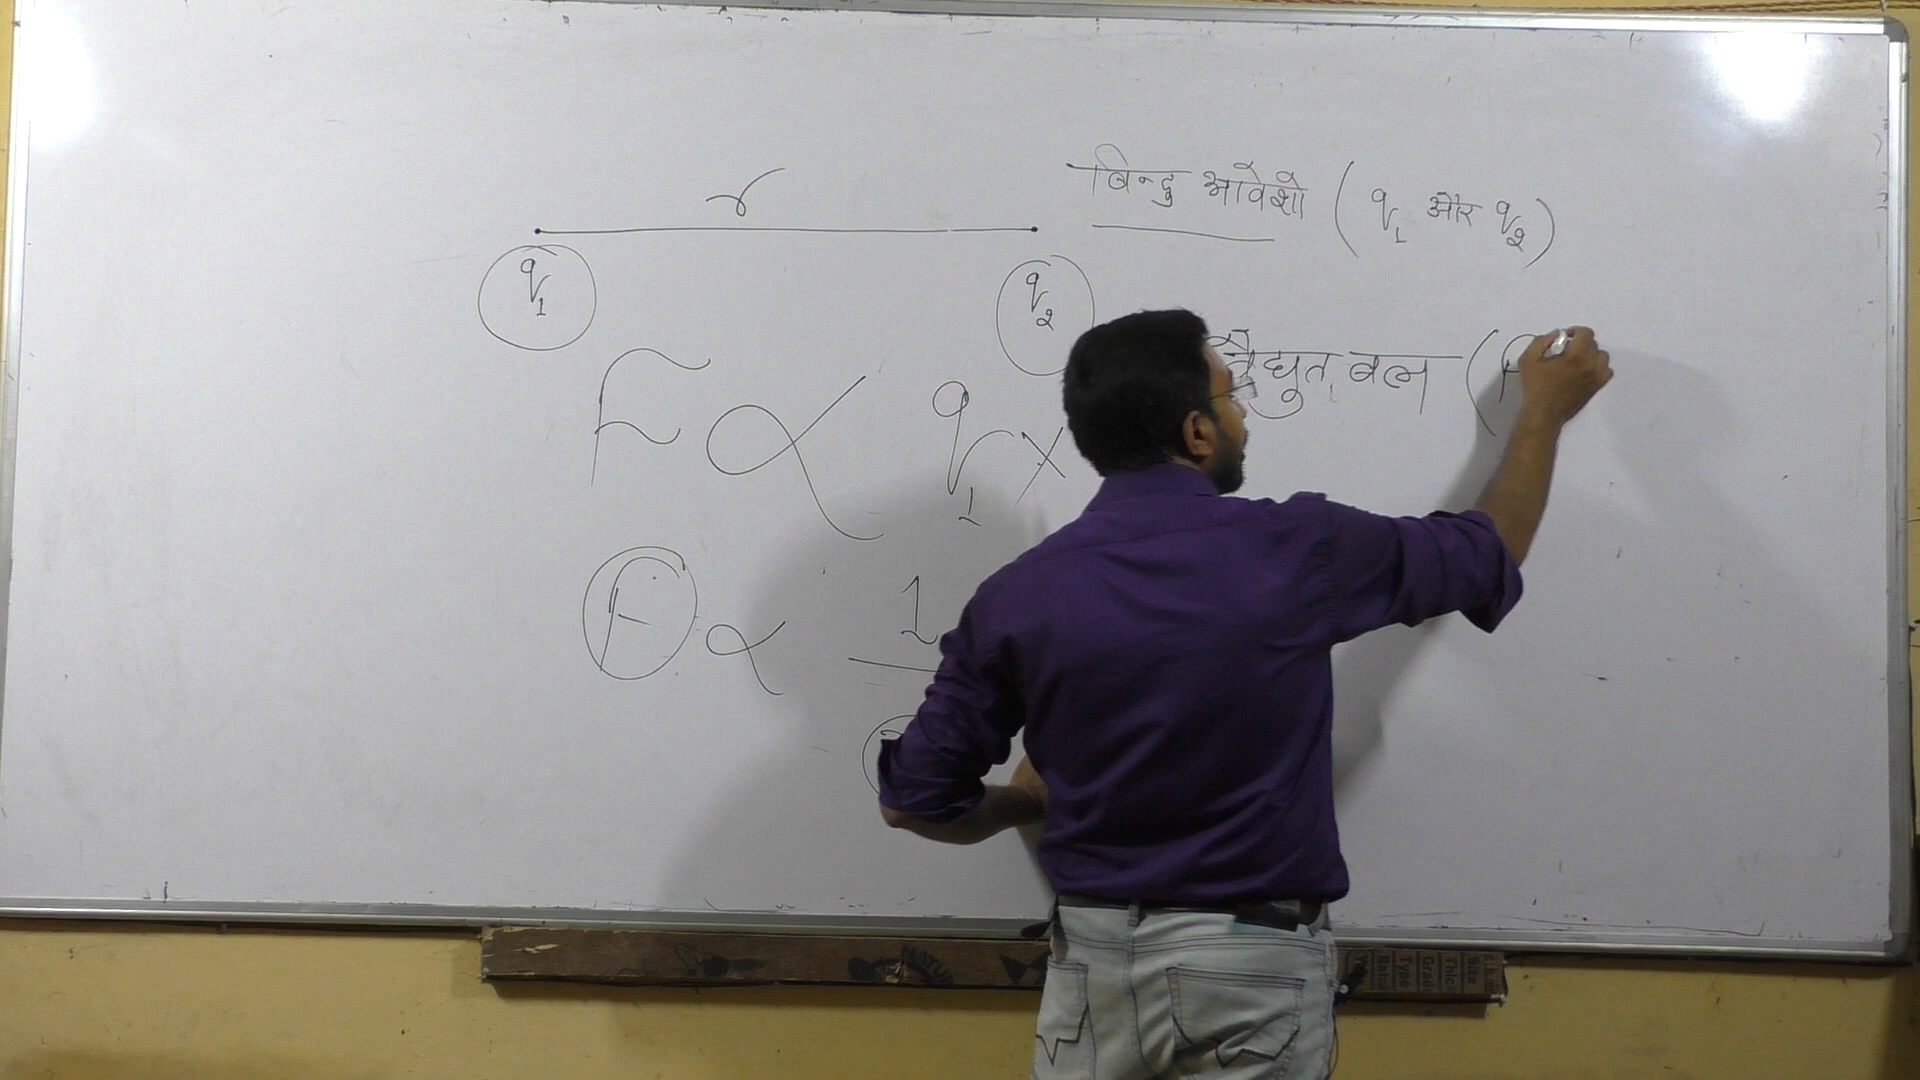 r
बिन्दु आवेशो ( q₁ और q₂ )
q₁ q₂
वैद्युत बल ( F
F ∝ q₁ ×
F ∝ 1